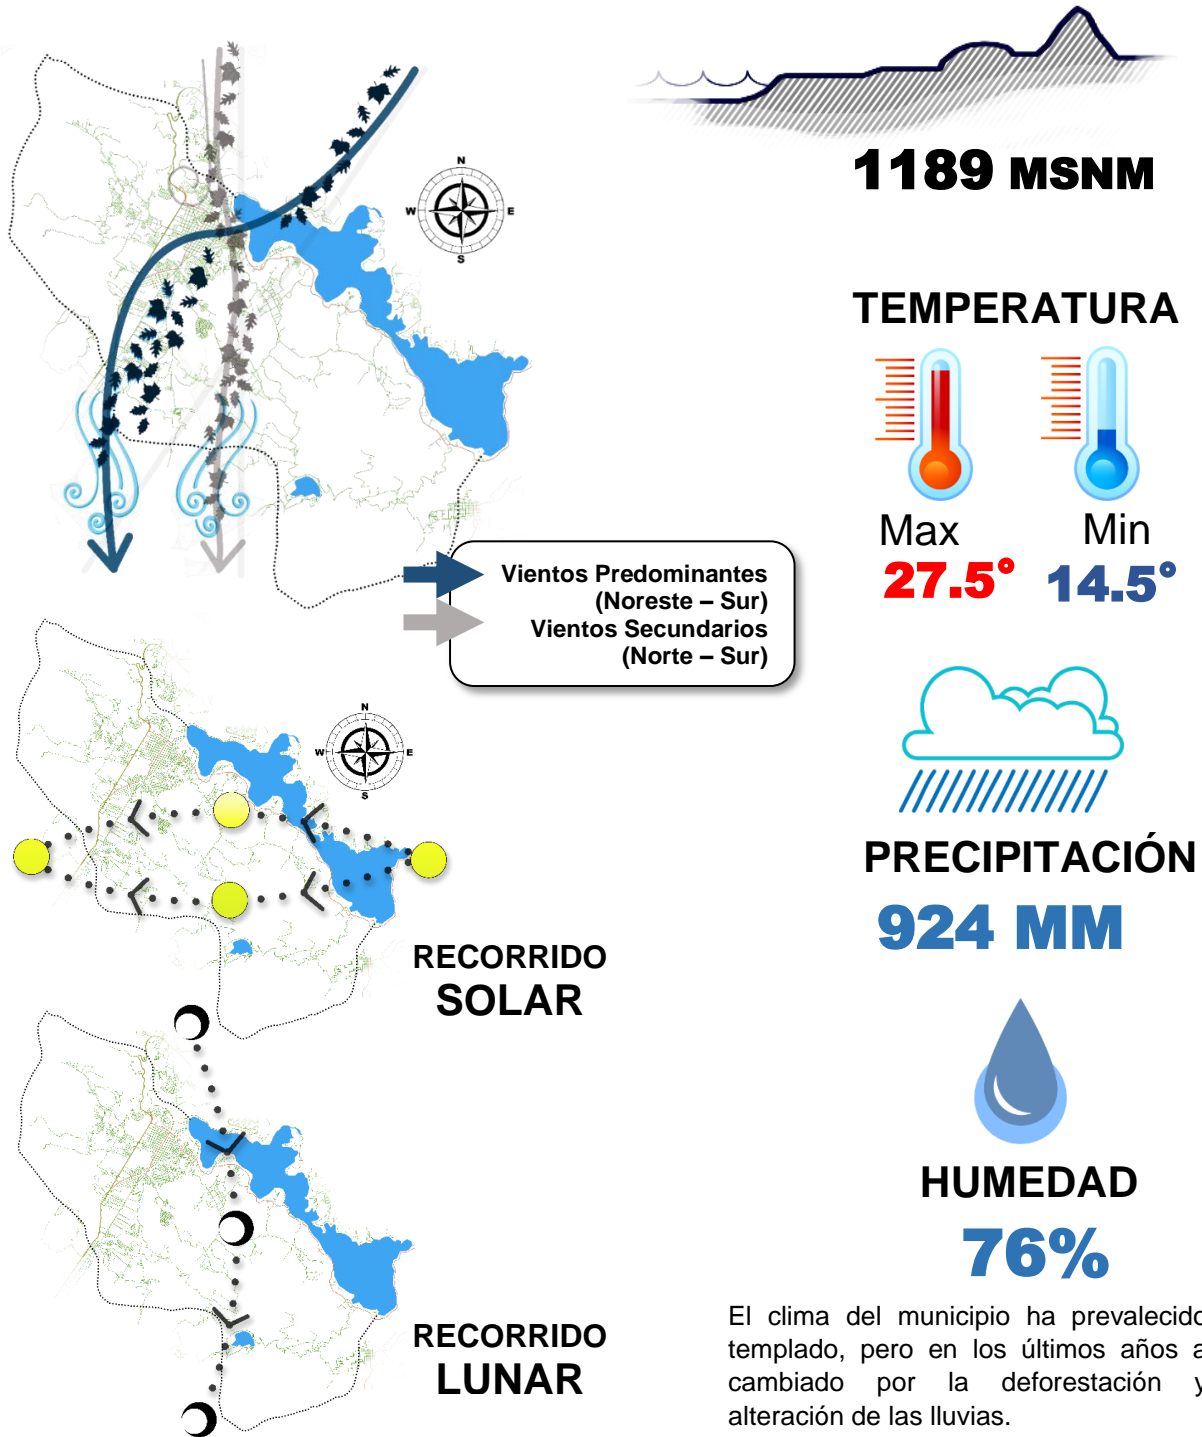 1189 MSNM
N
W
E
S
TEMPERATURA
Max
27.5°
Min
14.5°
Vientos Predominantes
(Noreste – Sur)
Vientos Secundarios
(Norte – Sur)
PRECIPITACIÓN
924 MM
N
W
E
S
RECORRIDO
SOLAR
HUMEDAD
76%
RECORRIDO
LUNAR
El clima del municipio ha prevalecido
templado, pero en los últimos años a
cambiado por la deforestación y
alteración de las lluvias.